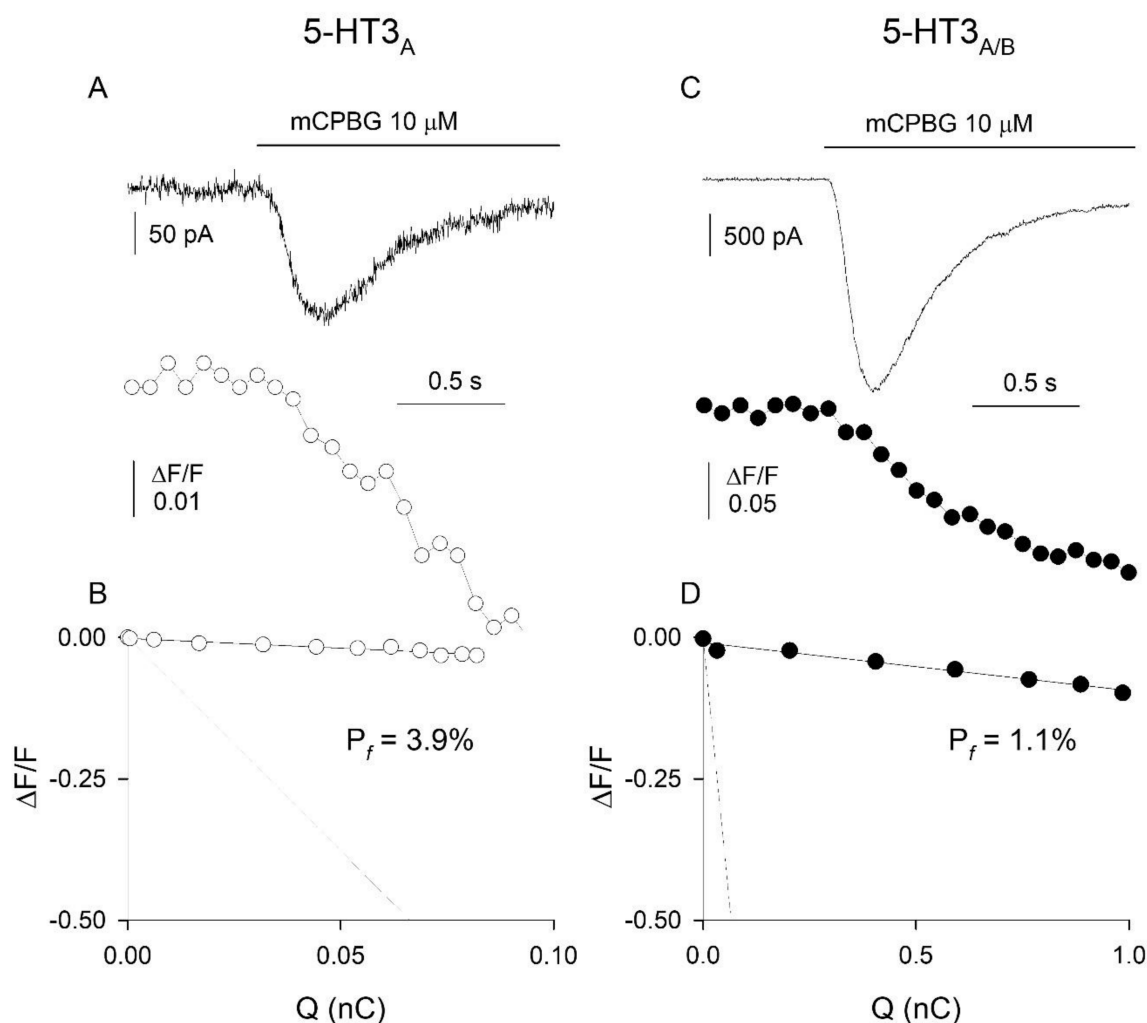 5-HT3A
5-HT3A/B
A
mCPBG 10 μM
50 pA
0.5 s
ΔF/F
0.01
B
0.00
-0.25
-0.50
ΔF/F
Pf = 3.9%
0.00 0.05 0.10
Q (nC)
C
mCPBG 10 μM
500 pA
0.5 s
ΔF/F
0.05
D
0.00
-0.25
-0.50
ΔF/F
Pf = 1.1%
0.0 0.5 1.0
Q (nC)